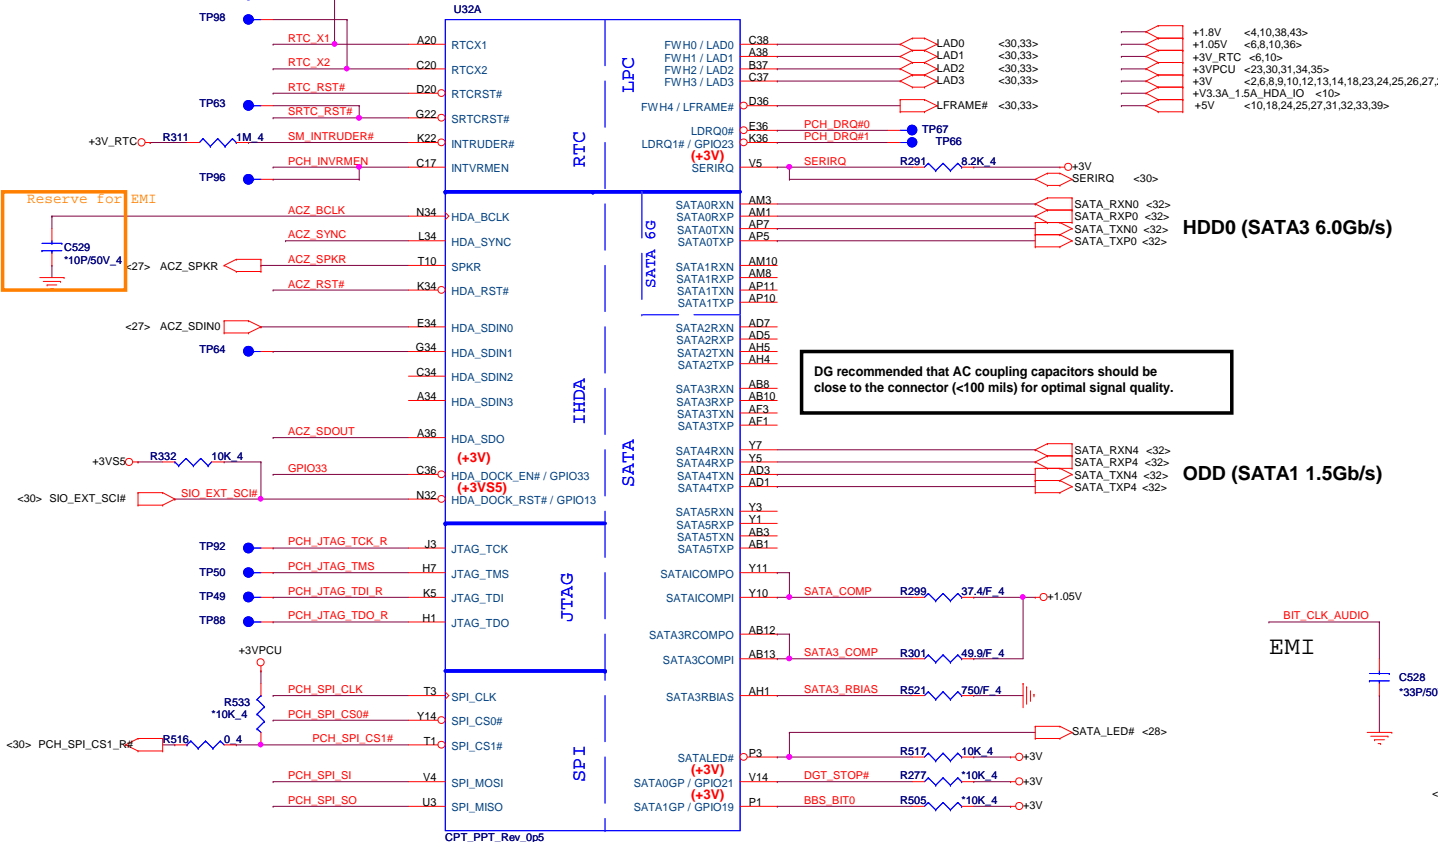 U32A
TP98
RTC_X1 A20 RTCX1
RTC_X2 C20 RTCX2
RTC_RST# D20 RTCRST#
TP63
SRTC_RST# G22 SRTCRST#
+3V_RTC R311 1M_4 SM_INTRUDER# K22 INTRUDER#
PCH_INVRMEN C17 INTVRMEN
TP96
RTC
LPC
FWH0 / LAD0 C38 LAD0 <30,33>
FWH1 / LAD1 A38 LAD1 <30,33>
FWH2 / LAD2 B37 LAD2 <30,33>
FWH3 / LAD3 C37 LAD3 <30,33>
FWH4 / LFRAME# D36 LFRAME# <30,33>
LDRQ0# E36 PCH_DRQ#0 TP67
LDRQ1# / GPIO23 K36 PCH_DRQ#1 TP66
(+3V)
SERIRQ V5 SERIRQ R291 8.2K_4 +3V
SERIRQ <30>
+1.8V <4,10,38,43>
+1.05V <6,8,10,36>
+3V_RTC <6,10>
+3VPCU <23,30,31,34,35>
+3V <2,6,8,9,10,12,13,14,18,23,24,25,26,27,
+V3.3A_1.5A_HDA_IO <10>
+5V <10,18,24,25,27,31,32,33,39>
Reserve for EMI
C529
*10P/50V_4
ACZ_BCLK N34 HDA_BCLK
ACZ_SYNC L34 HDA_SYNC
<27> ACZ_SPKR ACZ_SPKR T10 SPKR
ACZ_RST# K34 HDA_RST#
<27> ACZ_SDIN0 E34 HDA_SDIN0
TP64 G34 HDA_SDIN1
C34 HDA_SDIN2
A34 HDA_SDIN3
ACZ_SDOUT A36 HDA_SDO
(+3V)
+3VS5 R332 10K_4
GPIO33 C36 HDA_DOCK_EN# / GPIO33
(+3VS5)
<30> SIO_EXT_SCI# SIO_EXT_SCI# N32 HDA_DOCK_RST# / GPIO13
IHDA
SATA 6G
SATA
SATA0RXN AM3 SATA_RXN0 <32>
SATA0RXP AM1 SATA_RXP0 <32>
SATA0TXN AP7 SATA_TXN0 <32>
SATA0TXP AP5 SATA_TXP0 <32>
HDD0 (SATA3 6.0Gb/s)
SATA1RXN AM10
SATA1RXP AM8
SATA1TXN AP11
SATA1TXP AP10
SATA2RXN AD7
SATA2RXP AD5
SATA2TXN AH5
SATA2TXP AH4
DG recommended that AC coupling capacitors should be
close to the connector (<100 mils) for optimal signal quality.
SATA3RXN AB8
SATA3RXP AB10
SATA3TXN AF3
SATA3TXP AF1
SATA4RXN Y7 SATA_RXN4 <32>
SATA4RXP Y5 SATA_RXP4 <32>
SATA4TXN AD3 SATA_TXN4 <32>
SATA4TXP AD1 SATA_TXP4 <32>
ODD (SATA1 1.5Gb/s)
SATA5RXN Y3
SATA5RXP Y1
SATA5TXN AB3
SATA5TXP AB1
SATAICOMPO Y11
SATAICOMPI Y10 SATA_COMP R299 37.4/F_4 +1.05V
SATA3RCOMPO AB12
SATA3COMPI AB13 SATA3_COMP R301 49.9/F_4
SATA3RBIAS AH1 SATA3_RBIAS R521 750/F_4
SATA_LED# <28>
SATALED# P3 R517 10K_4 +3V
(+3V)
SATA0GP / GPIO21 V14 DGT_STOP# R277 *10K_4 +3V
(+3V)
SATA1GP / GPIO19 P1 BBS_BIT0 R505 *10K_4 +3V
TP92 PCH_JTAG_TCK_R J3 JTAG_TCK
TP50 PCH_JTAG_TMS H7 JTAG_TMS
TP49 PCH_JTAG_TDI_R K5 JTAG_TDI
TP88 PCH_JTAG_TDO_R H1 JTAG_TDO
JTAG
+3VPCU
R533
*10K_4
PCH_SPI_CLK T3 SPI_CLK
PCH_SPI_CS0# Y14 SPI_CS0#
<30> PCH_SPI_CS1_R# R516 0_4 PCH_SPI_CS1# T1 SPI_CS1#
PCH_SPI_SI V4 SPI_MOSI
PCH_SPI_SO U3 SPI_MISO
SPI
CPT_PPT_Rev_0p5
BIT_CLK_AUDIO
EMI
C528
*33P/50
<